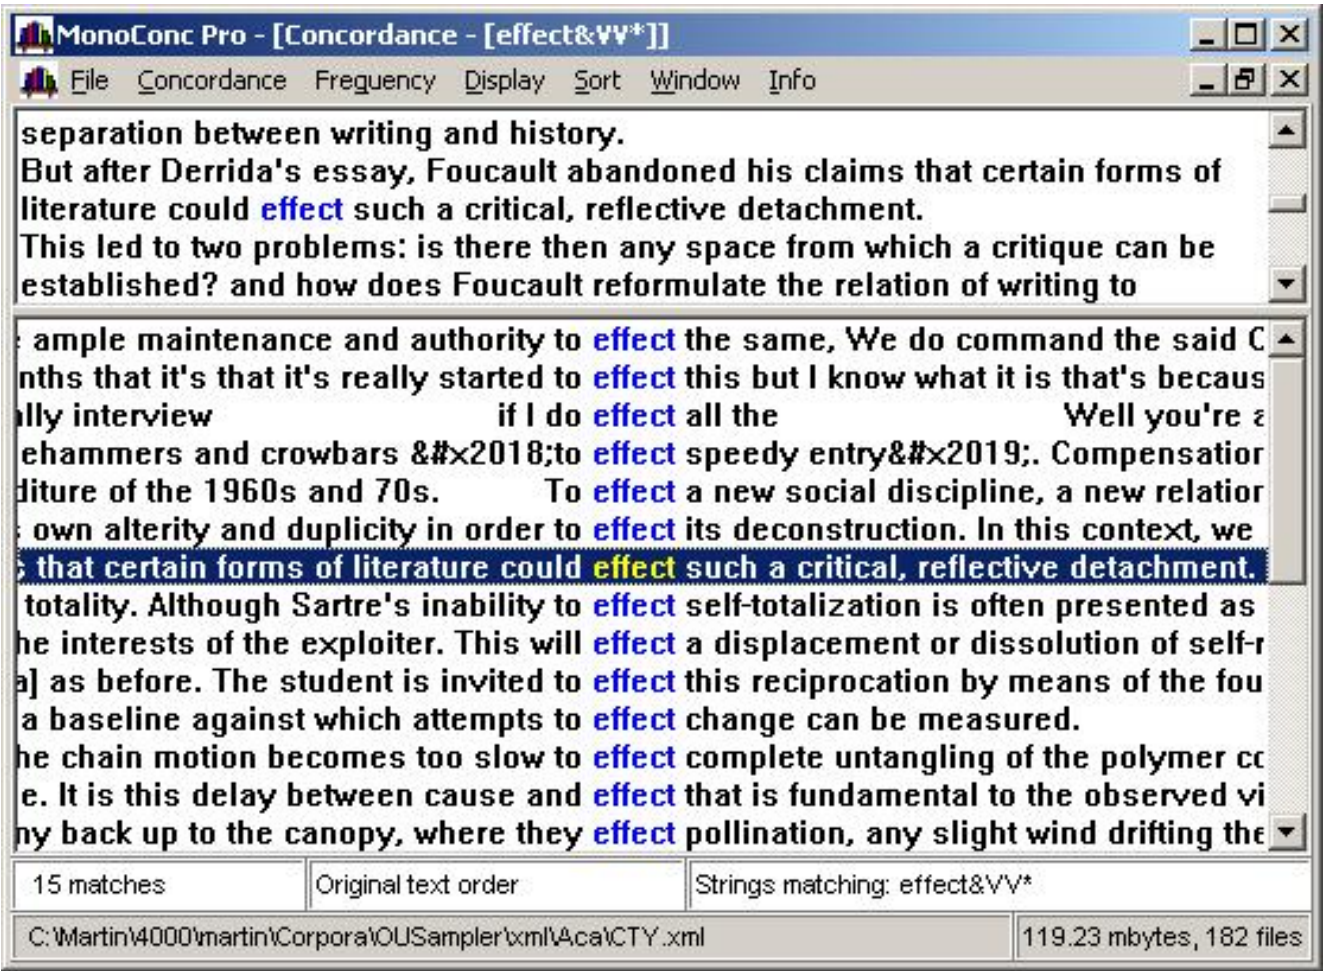 MonoConc Pro - [Concordance - [effect&VV*]]
File Concordance Frequency Display Sort Window Info
separation between writing and history.
But after Derrida's essay, Foucault abandoned his claims that certain forms of
literature could effect such a critical, reflective detachment.
This led to two problems: is there then any space from which a critique can be
established? and how does Foucault reformulate the relation of writing to
ample maintenance and authority to effect the same, We do command the said C
nths that it's that it's really started to effect this but I know what it is that's becaus
lly interview if I do effect all the Well you're a
ehammers and crowbars &#x2018;to effect speedy entry&#x2019;. Compensation
diture of the 1960s and 70s. To effect a new social discipline, a new relation
own alterity and duplicity in order to effect its deconstruction. In this context, we
that certain forms of literature could effect such a critical, reflective detachment.
totality. Although Sartre's inability to effect self-totalization is often presented as
he interests of the exploiter. This will effect a displacement or dissolution of self-r
a] as before. The student is invited to effect this reciprocation by means of the fou
a baseline against which attempts to effect change can be measured.
he chain motion becomes too slow to effect complete untangling of the polymer co
e. It is this delay between cause and effect that is fundamental to the observed vi
ny back up to the canopy, where they effect pollination, any slight wind drifting the
15 matches Original text order Strings matching: effect&VV*
C:\Martin\4000\martin\Corpora\OUSampler\xml\Aca\CTY.xml 119.23 mbytes, 182 files